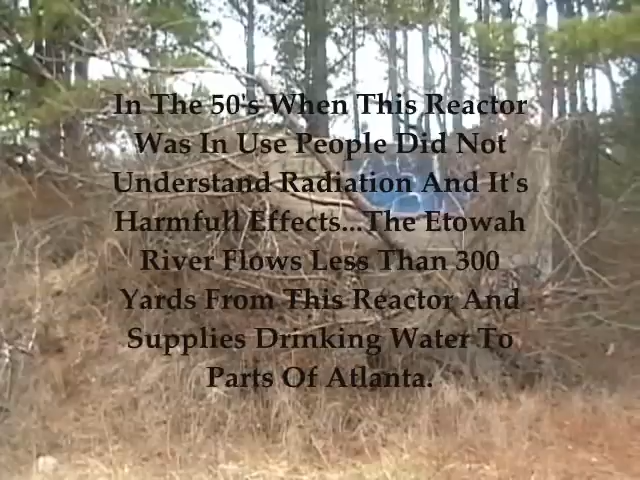 In The 50's When This Reactor
Was In Use People Did Not
Understand Radiation And It's
Harmfull Effects...The Etowah
River Flows Less Than 300
Yards From This Reactor And
Supplies Drinking Water To
Parts Of Atlanta.